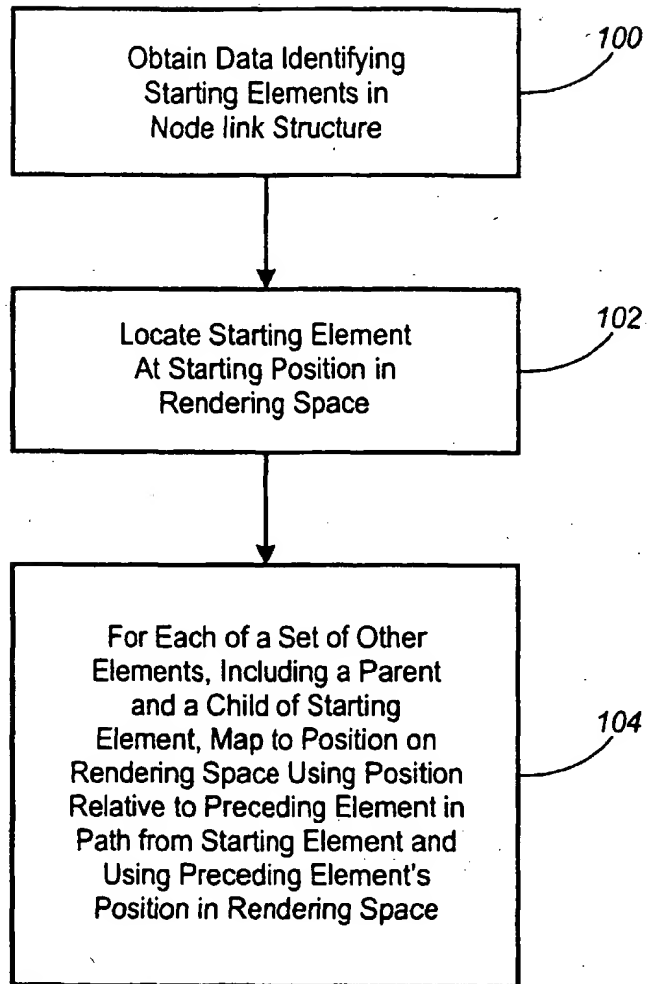 Obtain Data Identifying
Starting Elements in
Node link Structure
100
Locate Starting Element
At Starting Position in
Rendering Space
102
For Each of a Set of Other
Elements, Including a Parent
and a Child of Starting
Element, Map to Position on
Rendering Space Using Position
Relative to Preceding Element in
Path from Starting Element and
Using Preceding Element's
Position in Rendering Space
104